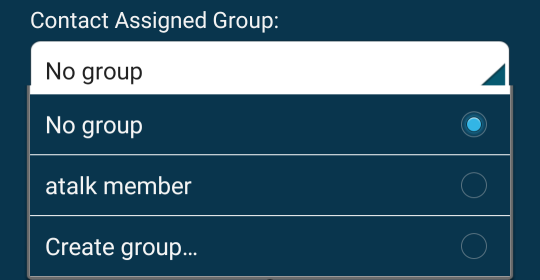 Contact Assigned Group:
No group
No group
atalk member
Create group...